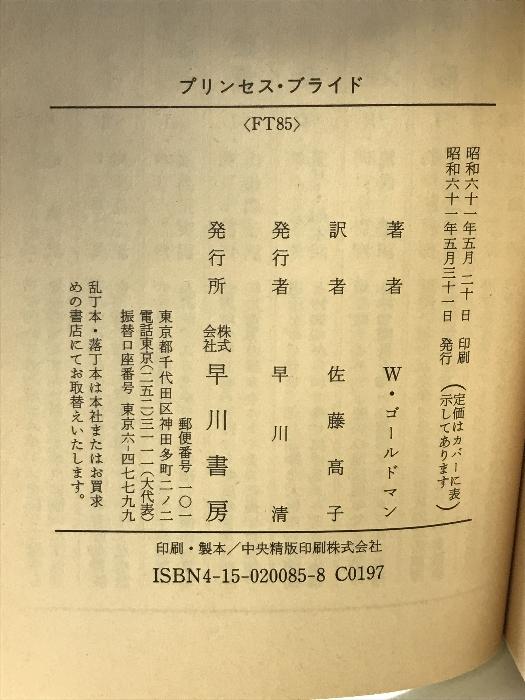 プリンセス・ブライド
〈FT85〉
昭和六十一年五月 二十 日 印刷
昭和六十一年五月三十一日 発行
(定価はカバーに表
示してあります)
著者 W・ゴールドマン
訳者 佐藤高子
発行者 早川清
発行所 株式会社 早川書房
郵便番号 一〇一
東京都千代田区神田多町二ノ二
電話東京(二五二)三一一一(大代表)
振替口座番号 東京六-四七七九九
乱丁本・落丁本は本社またはお買求
めの書店にてお取替えいたします。
印刷・製本/中央精版印刷株式会社
ISBN4-15-020085-8 C0197